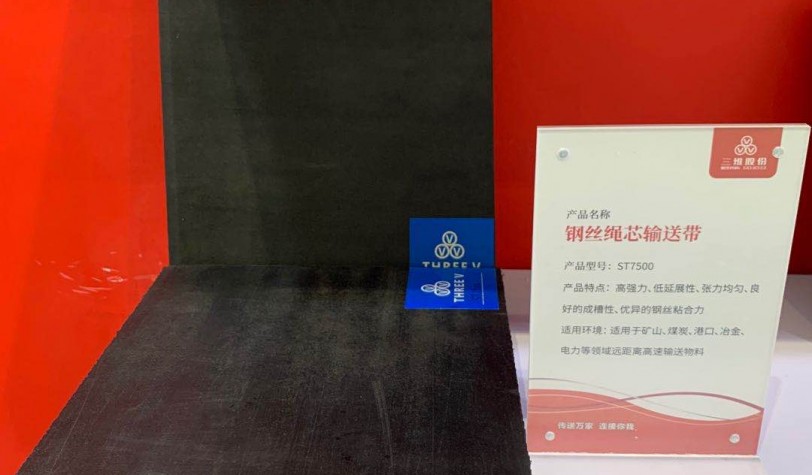 V
V V
THREE V
V
V V
THREE V
V
V V
三维股份
产品名称
钢丝绳芯输送带
产品型号：ST7500
产品特点：高强力、低延展性、张力均匀、良
好的成槽性、优异的钢丝粘合力
适用环境：适用于矿山、煤炭、港口、冶金、
电力等领域远距离高速输送物料
传递万家 连接你我